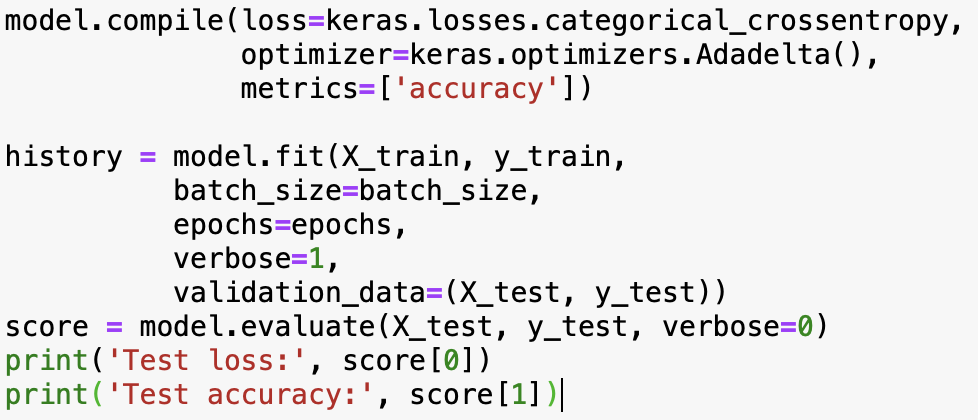 model.compile(loss=keras.losses.categorical_crossentropy,
              optimizer=keras.optimizers.Adadelta(),
              metrics=['accuracy'])

history = model.fit(X_train, y_train,
          batch_size=batch_size,
          epochs=epochs,
          verbose=1,
          validation_data=(X_test, y_test))
score = model.evaluate(X_test, y_test, verbose=0)
print('Test loss:', score[0])
print('Test accuracy:', score[1])